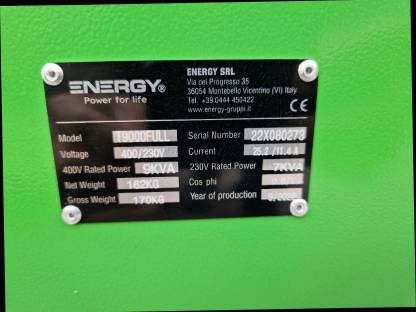 ENERGY®
Power for life
ENERGY SRL
Via del Progresso 35
36054 Montebello Vicentino (VI) Italy
Tel. +39 0444 450422
www.energy-gruppi.it
CE
Model T9000FULL Serial Number 22X080273
Voltage 400/230V Current 25.2 /11.4 A
400V Rated Power 9KVA 230V Rated Power 7KVA
Net Weight 162KG Cos phi
Gross Weight 170KG Year of production